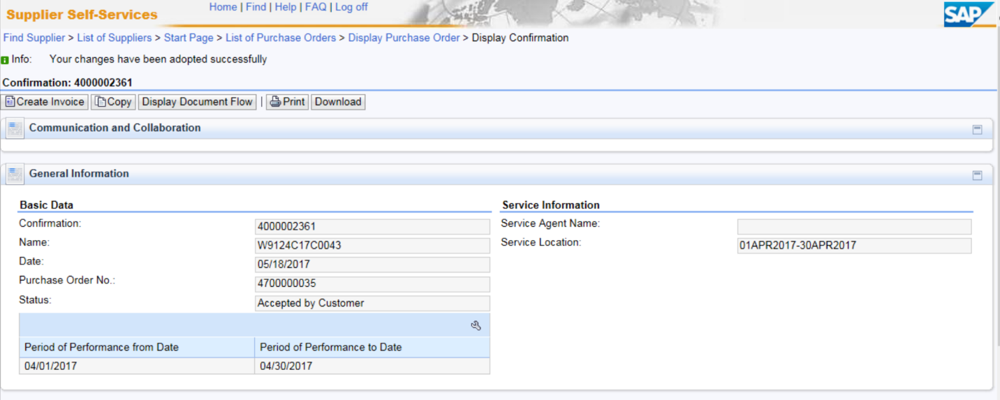 Supplier Self-Services
Home | Find | Help | FAQ | Log off
SAP
Find Supplier > List of Suppliers > Start Page > List of Purchase Orders > Display Purchase Order > Display Confirmation
Info: Your changes have been adopted successfully
Confirmation: 4000002361
Create Invoice Copy Display Document Flow | Print Download
Communication and Collaboration
General Information
Basic Data
Confirmation: 4000002361
Name: W9124C17C0043
Date: 05/18/2017
Purchase Order No.: 4700000035
Status: Accepted by Customer
Period of Performance from Date Period of Performance to Date
04/01/2017 04/30/2017
Service Information
Service Agent Name:
Service Location: 01APR2017-30APR2017